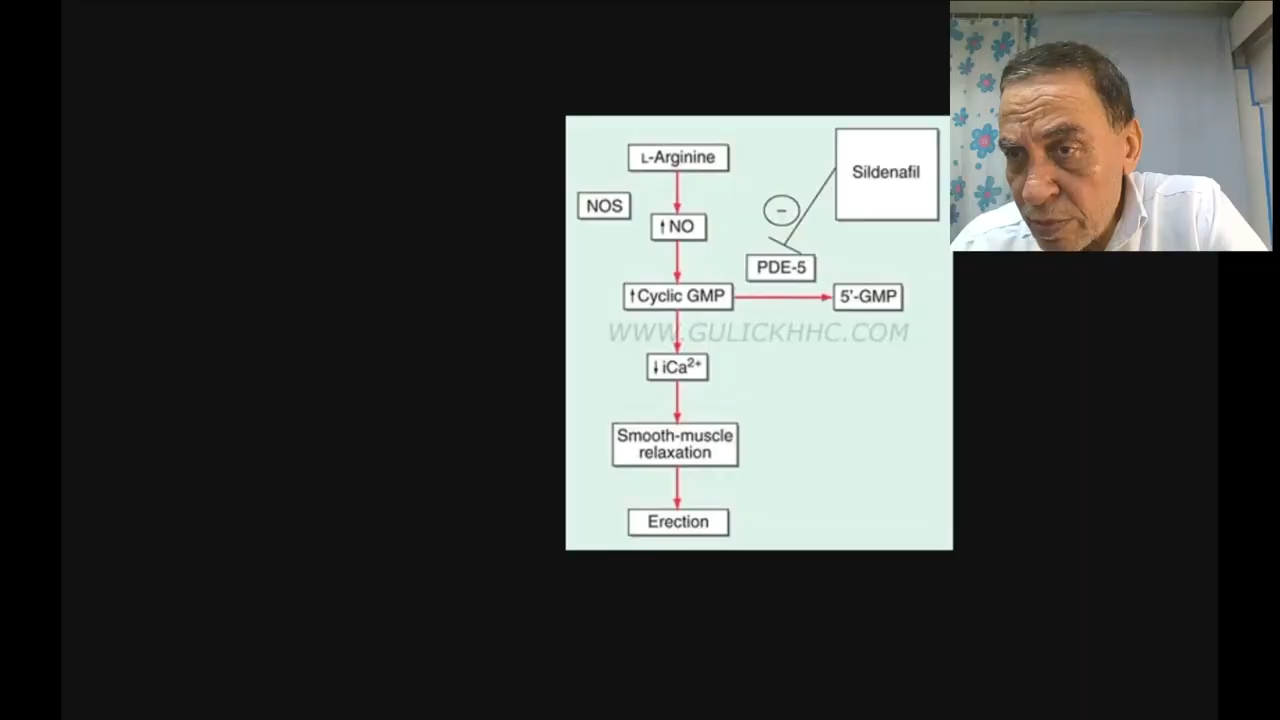 L-Arginine
Sildenafil
NOS
↑NO
−
PDE-5
↑Cyclic GMP
5'-GMP
WWW.GULICKHHC.COM
↓iCa²⁺
Smooth-muscle
relaxation
Erection